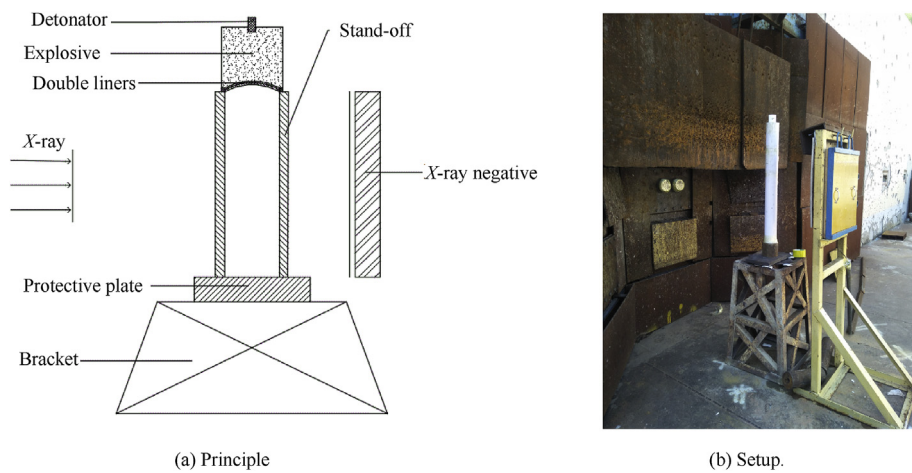 Detonator
Explosive
Stand-off
Double liners
X-ray
X-ray negative
Protective plate
Bracket
(a) Principle
(b) Setup.